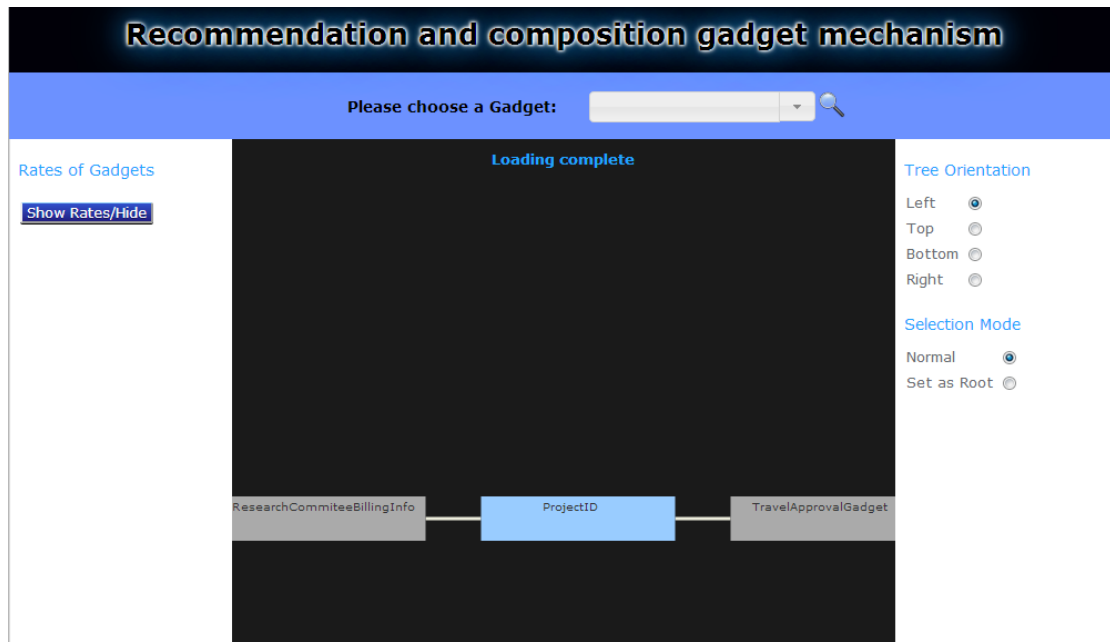 Recommendation and composition gadget mechanism
Please choose a Gadget:
Rates of Gadgets
Show Rates/Hide
Loading complete
ResearchCommiteeBillingInfo
ProjectID
TravelApprovalGadget
Tree Orientation
Left
Top
Bottom
Right
Selection Mode
Normal
Set as Root